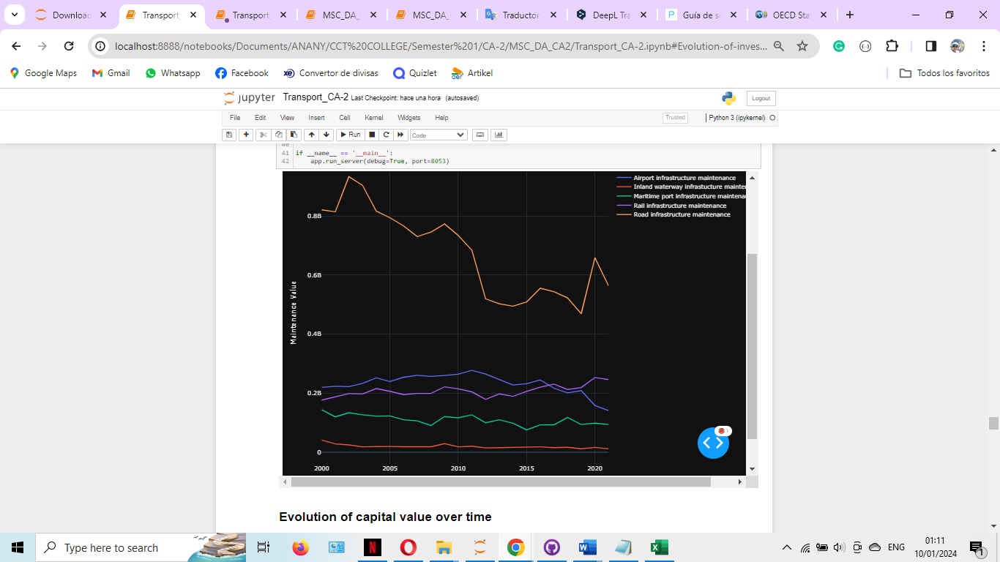 Downloac
Transport_
Transport_
MSC_DA_
MSC_DA_
Traductor
DeepL Tra
Guía de s
OECD Sta
localhost:8888/notebooks/Documents/ANANY/CCT%20COLLEGE/Semester%201/CA-2/MSC_DA_CA2/Transport_CA-2.ipynb#Evolution-of-inves...
Google Maps
Gmail
Whatsapp
Facebook
Convertor de divisas
Quizlet
Artikel
Todos los favoritos
jupyter Transport_CA-2 Last Checkpoint: hace una hora (autosaved)
Logout
File Edit View Insert Cell Kernel Widgets Help
Trusted
Python 3 (ipykernel)
Run
Code
40
41 if __name__ == '__main__':
42 app.run_server(debug=True, port=8053)
Airport infrastructure maintenance
Inland waterway infrastucture mainte
Maritime port infrastructure maintena
Rail infrastructure maintenance
Road infrastructure maintenance
Maintenance Value
0.8B
0.6B
0.4B
0.2B
0
2000 2005 2010 2015 2020
Evolution of capital value over time
Type here to search
ENG
01:11
10/01/2024
1